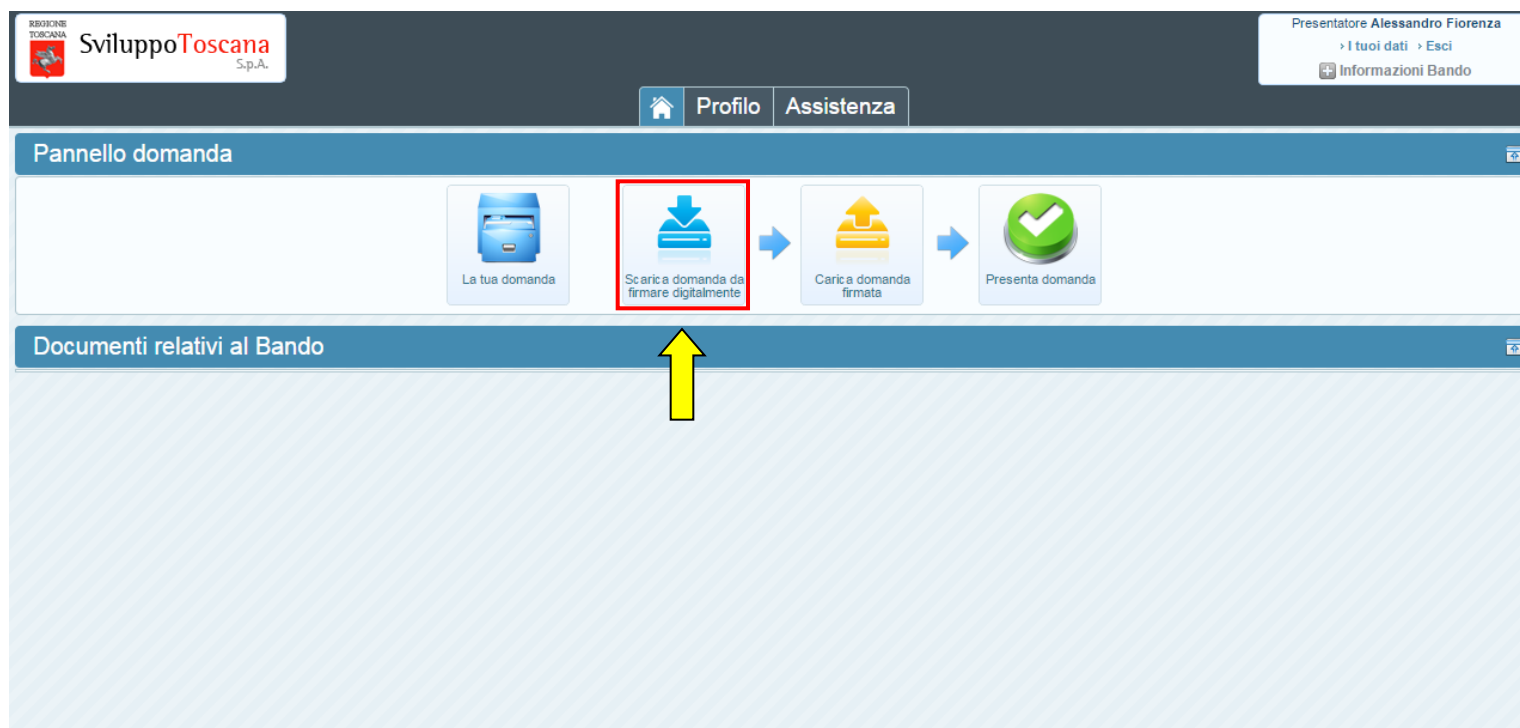 REGIONE
TOSCANA
SviluppoToscana
S.p.A.
Presentatore Alessandro Fiorenza
› I tuoi dati › Esci
Informazioni Bando
Profilo Assistenza
Pannello domanda
La tua domanda
Scarica domanda da
firmare digitalmente
Carica domanda
firmata
Presenta domanda
Documenti relativi al Bando